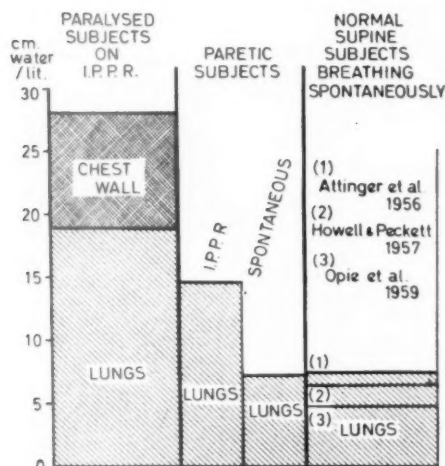 PARALYSED
SUBJECTS
ON
I.P.P.R.
PARETIC
SUBJECTS
NORMAL
SUPINE
SUBJECTS
BREATHING
SPONTANEOUSLY
cm.
water
/lit.
30
25
20
15
10
5
0
CHEST
WALL
LUNGS
I.P.P.R
LUNGS
SPONTANEOUS
LUNGS
(1)
Attinger et al.
1956
(2)
Howell & Peckett
1957
(3)
Opie et al.
1959
(1)
(2)
(3)
LUNGS